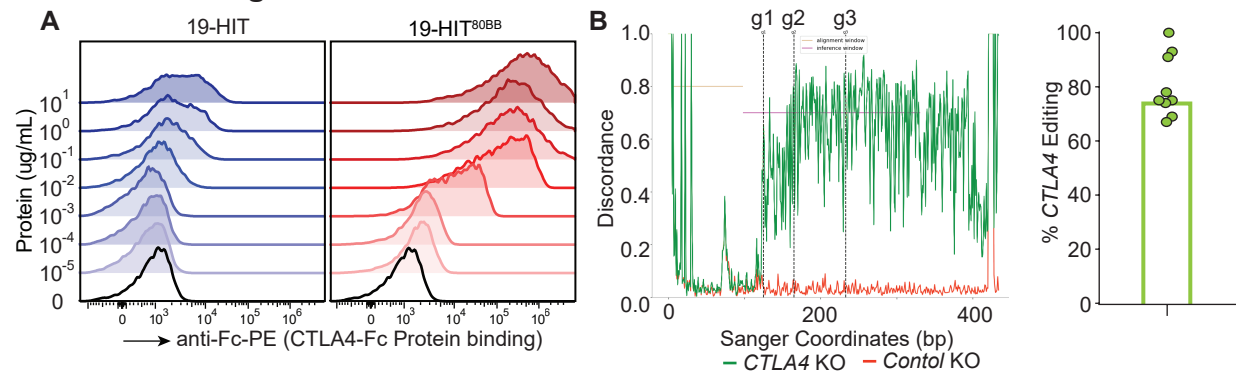 A
19-HIT
19-HIT80BB
Protein (ug/mL)
10^1
10^0
10^-1
10^-2
10^-3
10^-4
10^-5
0
0 10^3 10^4 10^5 10^6
0 10^3 10^4 10^5 10^6
anti-Fc-PE (CTLA4-Fc Protein binding)
B
g1 g2 g3
alignment window
inference window
Discordance
1.0
0.8
0.6
0.4
0.2
0.0
0 200 400
Sanger Coordinates (bp)
CTLA4 KO Contol KO
% CTLA4 Editing
100
80
60
40
20
0